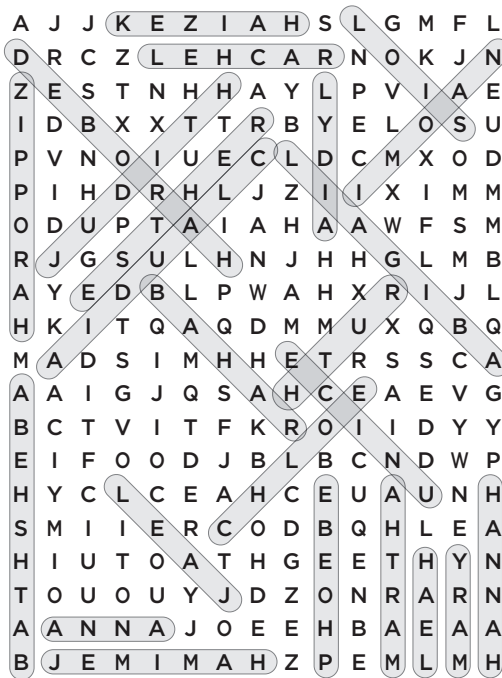 A J J K E Z I A H S L G M F L
D R C Z L E H C A R N O K J N
Z E S T N H H A Y L P V I A E
I D B X X T T R B Y E L O S U
P V N O I U E C L D C M X O D
P I H D R H L J Z I I X I M M
O D U P T A I A H A A W F S M
R J G S U L H N J H H G L M B
A Y E D B L P W A H X R I J L
H K I T Q A Q D M M U X Q B Q
M A D S I M H H E T R S S C A
A A I G J Q S A H C E A E V G
B C T V I T F K R O I I D Y Y
E I F O O D J B L B C N D W P
H Y C L C E A H C E U A U N H
S M I I E R C O D B Q H L E A
H I U T O A T H G E E T H Y N
T O U O U Y J D Z O N R A R N
A A N N A J O E E H B A E A A
B J E M I M A H Z P E M L M H